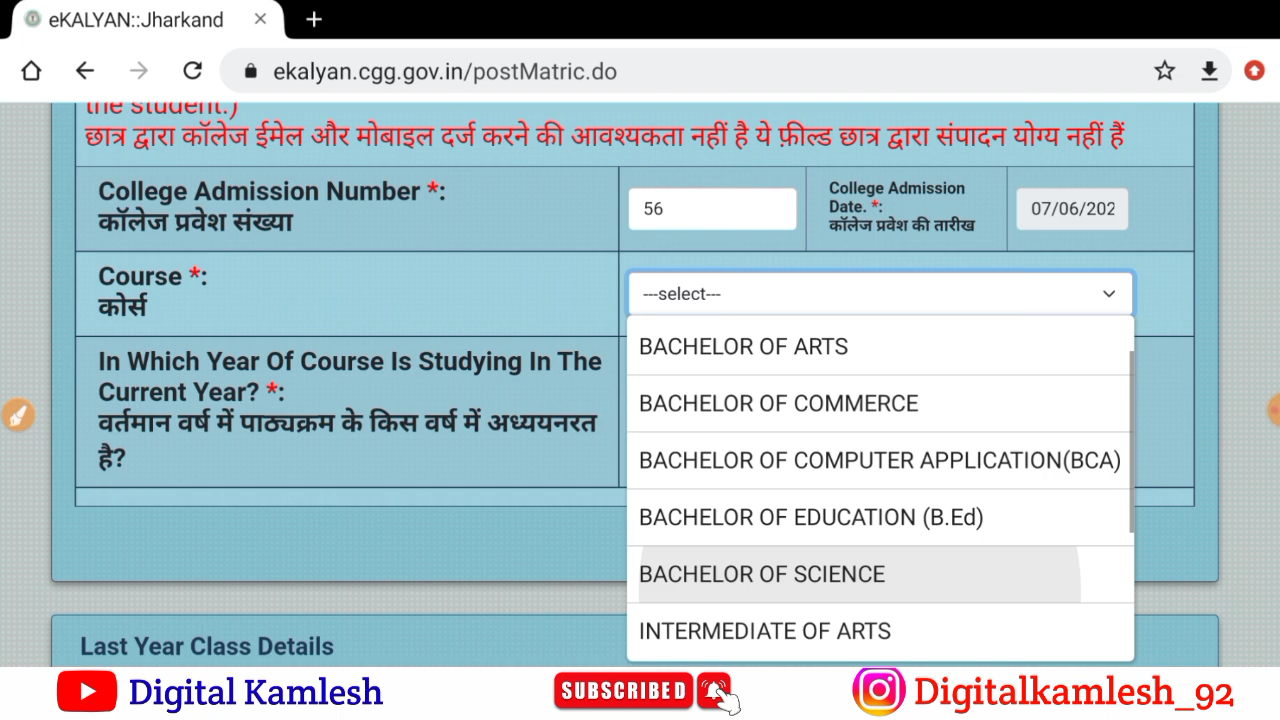 eKALYAN::Jharkand
ekalyan.cgg.gov.in/postMatric.do
the student.)
छात्र द्वारा कॉलेज ईमेल और मोबाइल दर्ज करने की आवश्यकता नहीं है ये फ़ील्ड छात्र द्वारा संपादन योग्य नहीं हैं
College Admission Number *:
कॉलेज प्रवेश संख्या
56
College Admission
Date. *:
कॉलेज प्रवेश की तारीख
07/06/202
Course *:
कोर्स
---select---
BACHELOR OF ARTS
BACHELOR OF COMMERCE
BACHELOR OF COMPUTER APPLICATION(BCA)
BACHELOR OF EDUCATION (B.Ed)
BACHELOR OF SCIENCE
INTERMEDIATE OF ARTS
In Which Year Of Course Is Studying In The
Current Year? *:
वर्तमान वर्ष में पाठ्यक्रम के किस वर्ष में अध्ययनरत
है?
Last Year Class Details
Digital Kamlesh
SUBSCRIBED
Digitalkamlesh_92